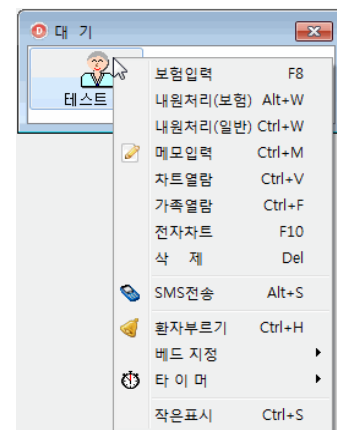 대 기
테스트
보험입력 F8
내원처리(보험) Alt+W
내원처리(일반) Ctrl+W
메모입력 Ctrl+M
차트열람 Ctrl+V
가족열람 Ctrl+F
전자차트 F10
삭 제 Del
SMS전송 Alt+S
환자부르기 Ctrl+H
베드 지정
타 이 머
작은표시 Ctrl+S